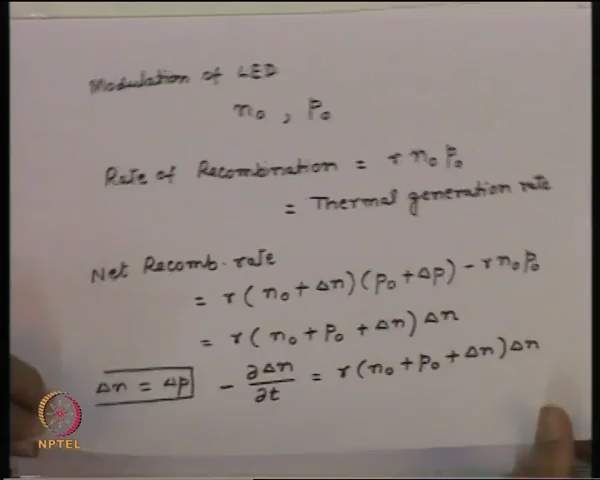 Modulation of LED
n₀ , p₀
Rate of Recombination = r n₀ p₀
= Thermal generation rate
Net Recomb. rate
= r (n₀ + Δn) (p₀ + Δp) - r n₀ p₀
= r (n₀ + p₀ + Δn) Δn
Δn = Δp - ∂Δn/∂t = r (n₀ + p₀ + Δn) Δn
NPTEL